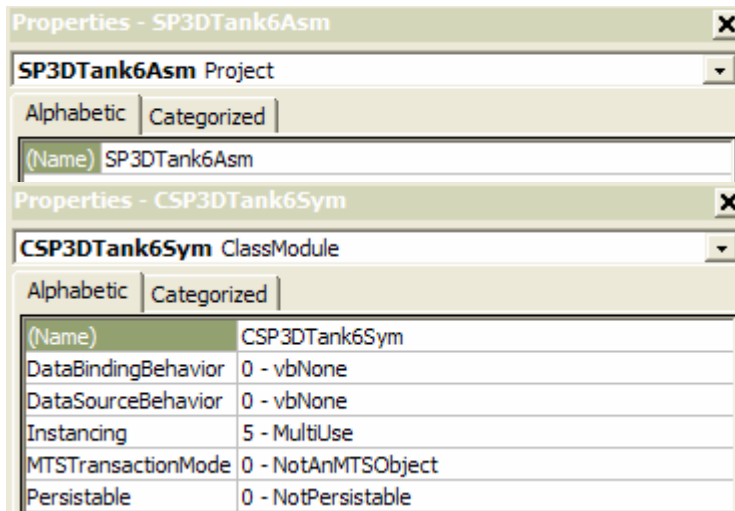 Properties - SP3DTank6Asm
SP3DTank6Asm Project
Alphabetic Categorized
(Name) SP3DTank6Asm
Properties - CSP3DTank6Sym
CSP3DTank6Sym ClassModule
Alphabetic Categorized
(Name) CSP3DTank6Sym
DataBindingBehavior 0 - vbNone
DataSourceBehavior 0 - vbNone
Instancing 5 - MultiUse
MTSTransactionMode 0 - NotAnMTSObject
Persistable 0 - NotPersistable